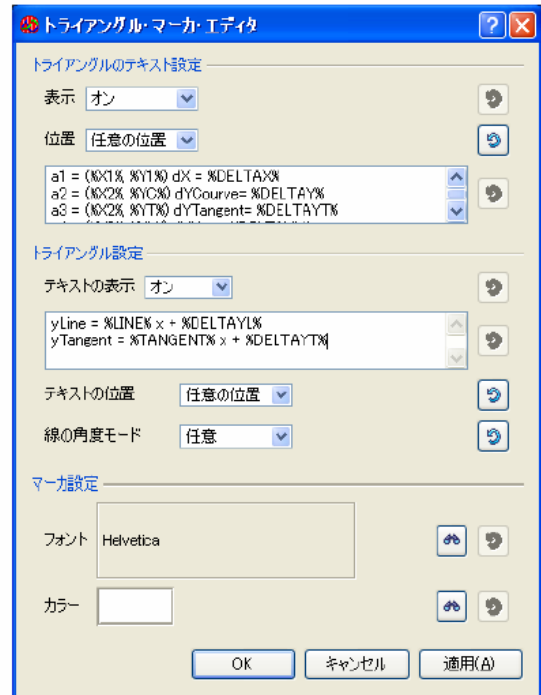 トライアングル・マーカ・エディタ
トライアングルのテキスト設定
表示 オン
位置 任意の位置
a1 = (%X1%, %Y1%) dX = %DELTAX%
a2 = (%X2%, %YC%) dYCourve= %DELTAY%
a3 = (%X2%, %YT%) dYTangent= %DELTAYT%
トライアングル設定
テキストの表示 オン
yLine = %LINE% x + %DELTAYL%
yTangent = %TANGENT% x + %DELTAYT%
テキストの位置 任意の位置
線の角度モード 任意
マーカ設定
フォント Helvetica
カラー
OK キャンセル 適用(A)